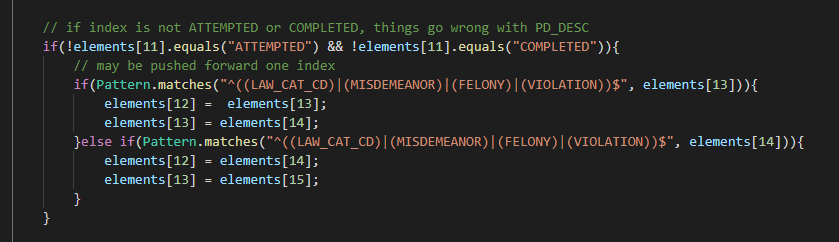 // if index is not ATTEMPTED or COMPLETED, things go wrong with PD_DESC
if(!elements[11].equals("ATTEMPTED") && !elements[11].equals("COMPLETED")){
    // may be pushed forward one index
    if(Pattern.matches("^((LAW_CAT_CD)|(MISDEMEANOR)|(FELONY)|(VIOLATION))$", elements[13])){
        elements[12] =  elements[13];
        elements[13] = elements[14];
    }else if(Pattern.matches("^((LAW_CAT_CD)|(MISDEMEANOR)|(FELONY)|(VIOLATION))$", elements[14])){
        elements[12] = elements[14];
        elements[13] = elements[15];
    }
}